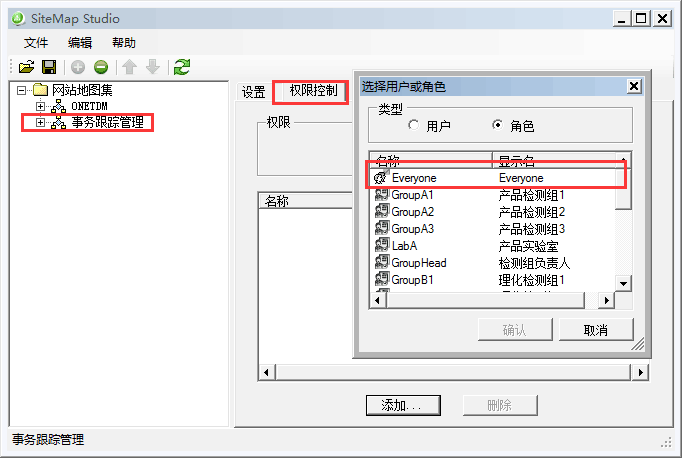 SiteMap Studio
文件 编辑 帮助
网站地图集
ONETDM
事务跟踪管理
设置 权限控制
权限
名称
选择用户或角色
类型
用户 角色
名称 显示名
Everyone Everyone
GroupA1 产品检测组1
GroupA2 产品检测组2
GroupA3 产品检测组3
LabA 产品实验室
GroupHead 检测组负责人
GroupB1 理化检测组1
确认 取消
添加... 删除
事务跟踪管理